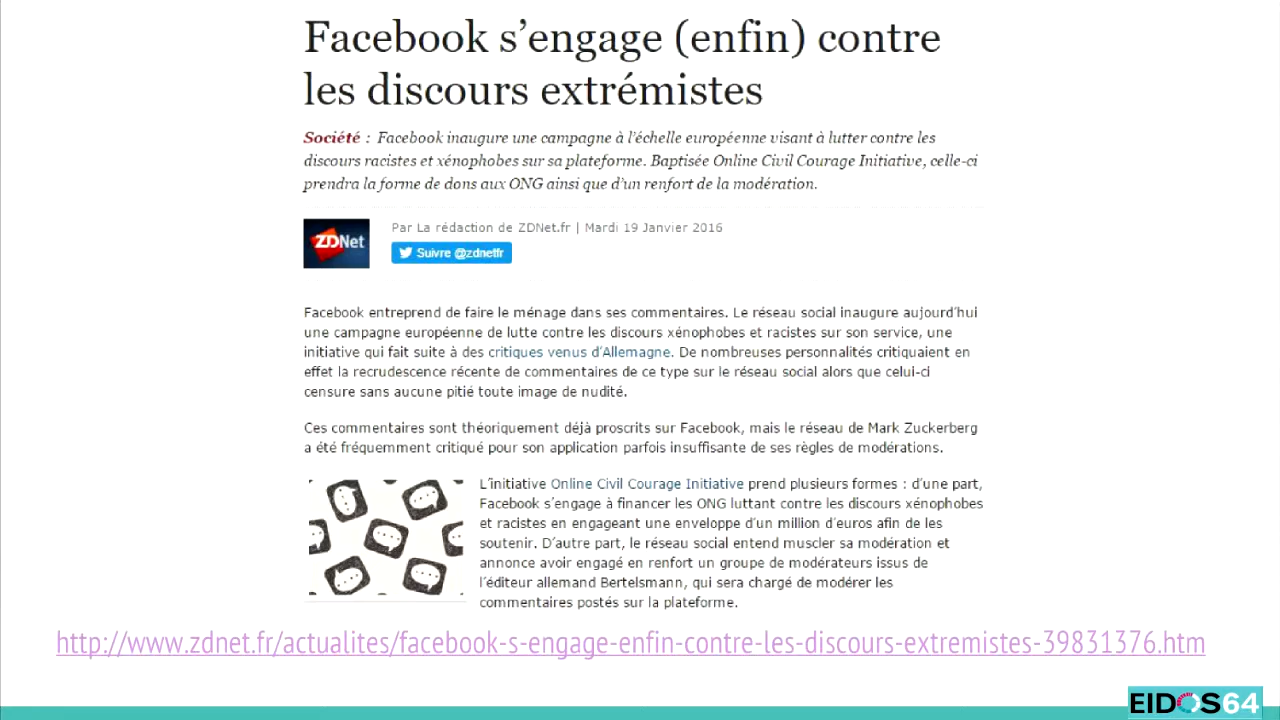 Facebook s’engage (enfin) contre
les discours extrémistes
Société : Facebook inaugure une campagne à l’échelle européenne visant à lutter contre les
discours racistes et xénophobes sur sa plateforme. Baptisée Online Civil Courage Initiative, celle-ci
prendra la forme de dons aux ONG ainsi que d’un renfort de la modération.
ZDNet
Par La rédaction de ZDNet.fr | Mardi 19 Janvier 2016
Suivre @zdnetfr
Facebook entreprend de faire le ménage dans ses commentaires. Le réseau social inaugure aujourd’hui
une campagne européenne de lutte contre les discours xénophobes et racistes sur son service, une
initiative qui fait suite à des critiques venus d’Allemagne. De nombreuses personnalités critiquaient en
effet la recrudescence récente de commentaires de ce type sur le réseau social alors que celui-ci
censure sans aucune pitié toute image de nudité.
Ces commentaires sont théoriquement déjà proscrits sur Facebook, mais le réseau de Mark Zuckerberg
a été fréquemment critiqué pour son application parfois insuffisante de ses règles de modérations.
L’initiative Online Civil Courage Initiative prend plusieurs formes : d’une part,
Facebook s’engage à financer les ONG luttant contre les discours xénophobes
et racistes en engageant une enveloppe d’un million d’euros afin de les
soutenir. D’autre part, le réseau social entend muscler sa modération et
annonce avoir engagé en renfort un groupe de modérateurs issus de
l’éditeur allemand Bertelsmann, qui sera chargé de modérer les
commentaires postés sur la plateforme.
http://www.zdnet.fr/actualites/facebook-s-engage-enfin-contre-les-discours-extremistes-39831376.htm
EIDOS64